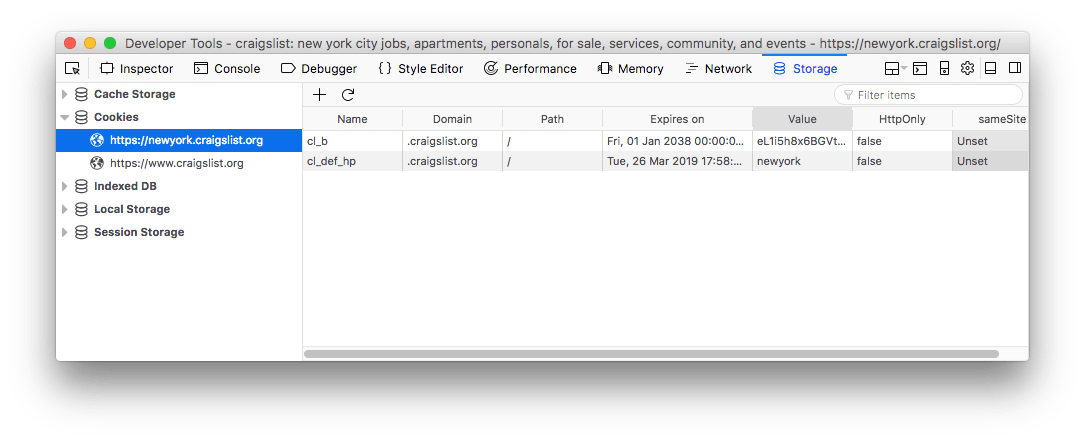 Developer Tools - craigslist: new york city jobs, apartments, personals, for sale, services, community, and events - https://newyork.craigslist.org/
Inspector Console Debugger { } Style Editor Performance Memory Network Storage
Cache Storage
Cookies
https://newyork.craigslist.org
https://www.craigslist.org
Indexed DB
Local Storage
Session Storage
Filter items
Name Domain Path Expires on Value HttpOnly sameSite
cl_b .craigslist.org / Fri, 01 Jan 2038 00:00:0... eL1i5h8x6BGVt... false Unset
cl_def_hp .craigslist.org / Tue, 26 Mar 2019 17:58:... newyork false Unset